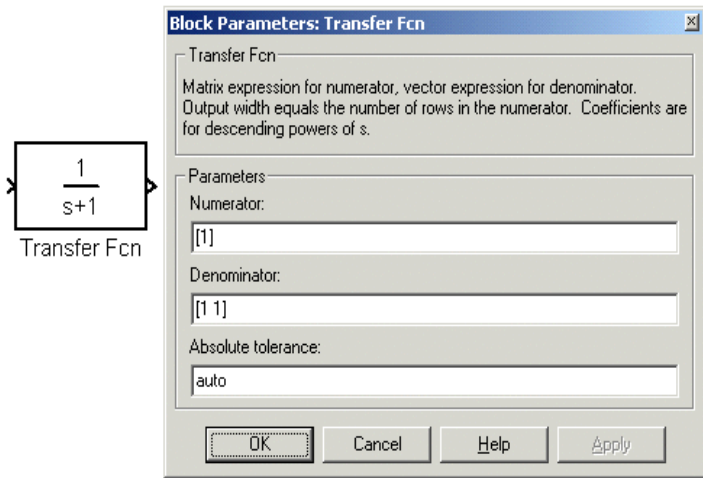 1
s+1
Transfer Fcn
Block Parameters: Transfer Fcn
Transfer Fcn
Matrix expression for numerator, vector expression for denominator.
Output width equals the number of rows in the numerator.  Coefficients are
for descending powers of s.
Parameters
Numerator:
[1]
Denominator:
[1 1]
Absolute tolerance:
auto
OK
Cancel
Help
Apply